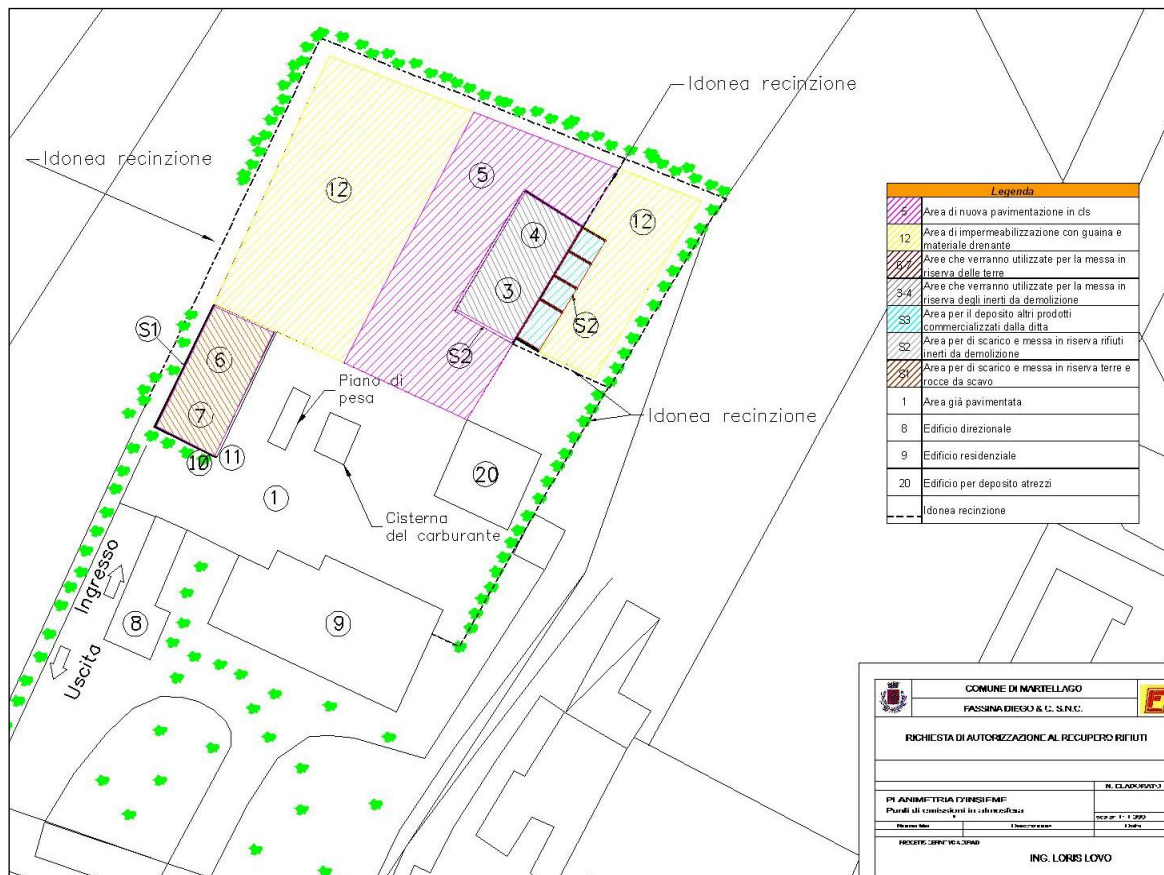 Idonea recinzione
Idonea recinzione
12
5
12
4
3
S2
S2
S1
6
7
10
11
Piano di
pesa
Idonea recinzione
20
1
Cisterna
del carburante
Ingresso
Uscita
8
9
Legenda
5 Area di nuova pavimentazione in cls
12 Area di impermeabilizzazione con guaina e
materiale drenante
6-7 Aree che verranno utilizzate per la messa in
riserva delle terre
3-4 Aree che verranno utilizzate per la messa in
riserva degli inerti da demolizione
S3 Area per il deposito altri prodotti
commercializzati dalla ditta
S2 Area per di scarico e messa in riserva rifiuti
inerti da demolizione
S1 Area per di scarico e messa in riserva terre e
rocce da scavo
1 Area già pavimentata
8 Edificio direzionale
9 Edificio residenziale
20 Edificio per deposito atrezzi
Idonea recinzione
COMUNE DI MARTELLAGO
FASSINA DIEGO & C. S.N.C.
RICHIESTA DI AUTORIZZAZIONE AL RECUPERO RIFIUTI
N. ELABORATO
PLANIMETRIA D'INSIEME
Punti di emissioni in atmosfera
ING. LORIS LOVO